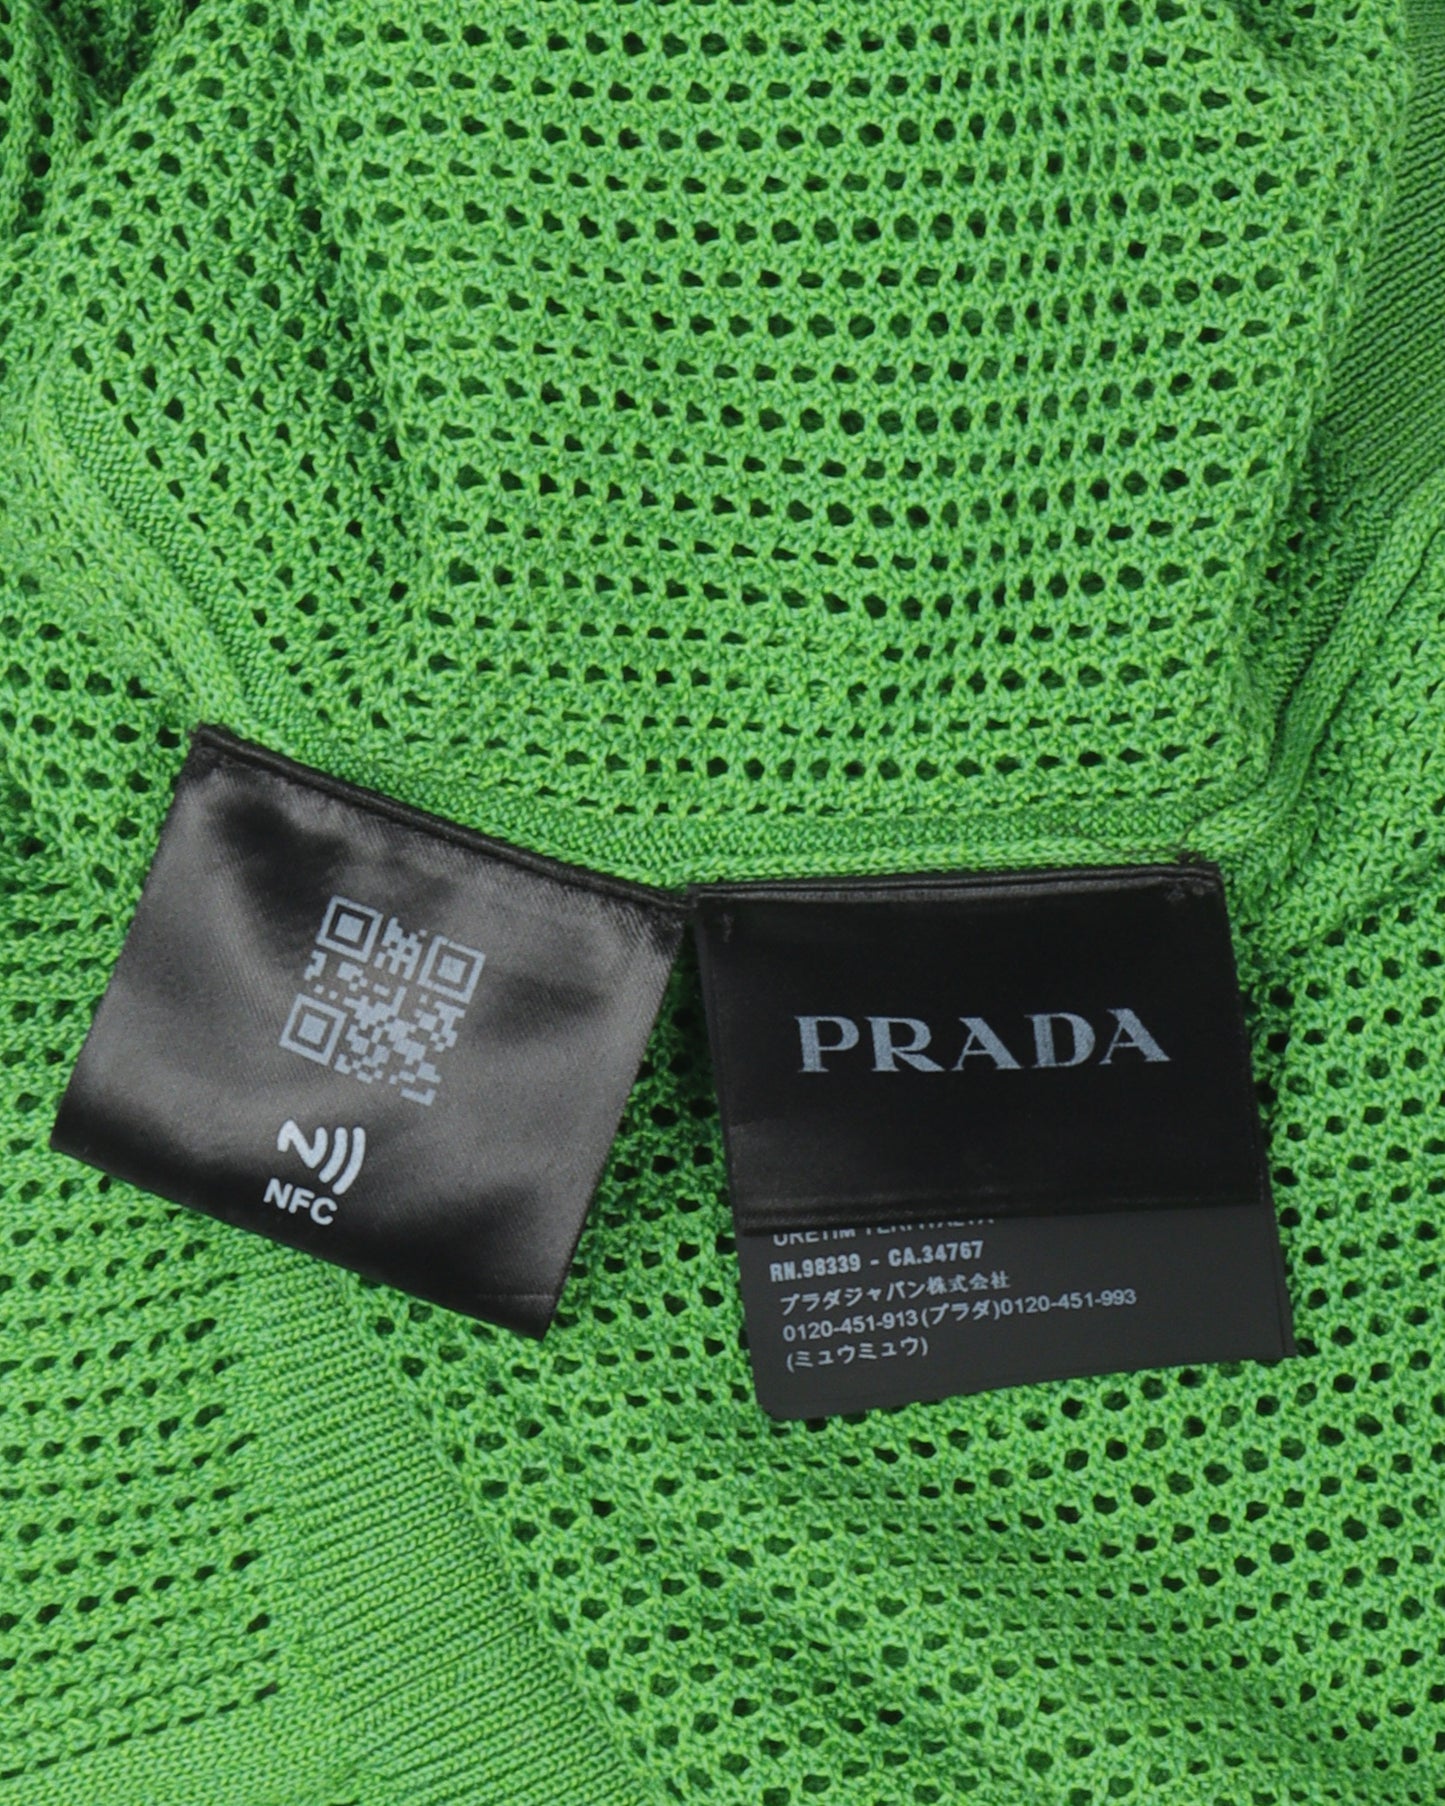 NFC
PRADA
RN.98339 - CA.34767
プラダジャパン株式会社
0120-451-913(プラダ)0120-451-993
(ミュウミュウ)